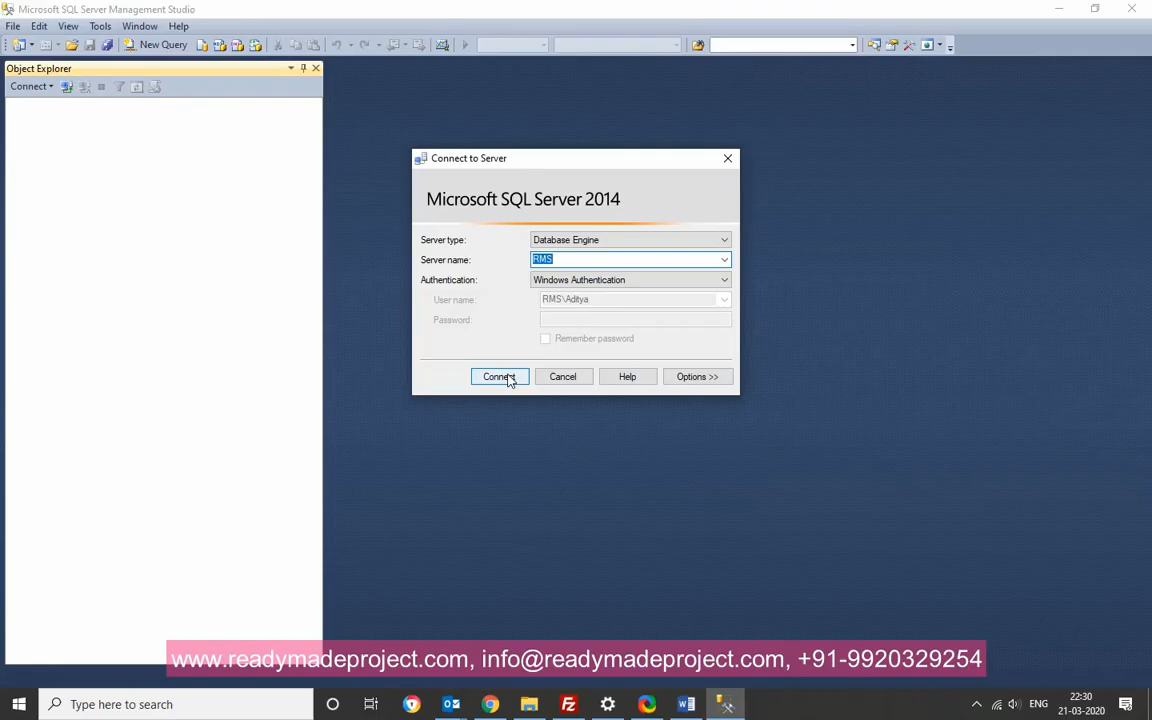 Microsoft SQL Server Management Studio
File Edit View Tools Window Help
New Query
Object Explorer
Connect
Connect to Server
Microsoft SQL Server 2014
Server type: Database Engine
Server name: RMS
Authentication: Windows Authentication
User name: RMS\Aditya
Password:
Remember password
Connect Cancel Help Options >>
www.readymadeproject.com, info@readymadeproject.com, +91-9920329254
Type here to search
ENG
22:30
21-03-2020